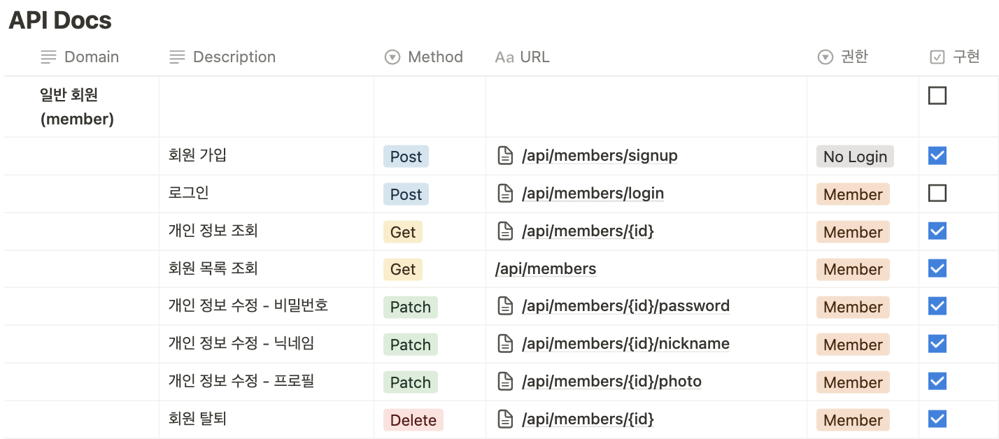 API Docs
Domain Description Method Aa URL 권한 구현
일반 회원
(member)
회원 가입 Post /api/members/signup No Login
로그인 Post /api/members/login Member
개인 정보 조회 Get /api/members/{id} Member
회원 목록 조회 Get /api/members Member
개인 정보 수정 - 비밀번호 Patch /api/members/{id}/password Member
개인 정보 수정 - 닉네임 Patch /api/members/{id}/nickname Member
개인 정보 수정 - 프로필 Patch /api/members/{id}/photo Member
회원 탈퇴 Delete /api/members/{id} Member